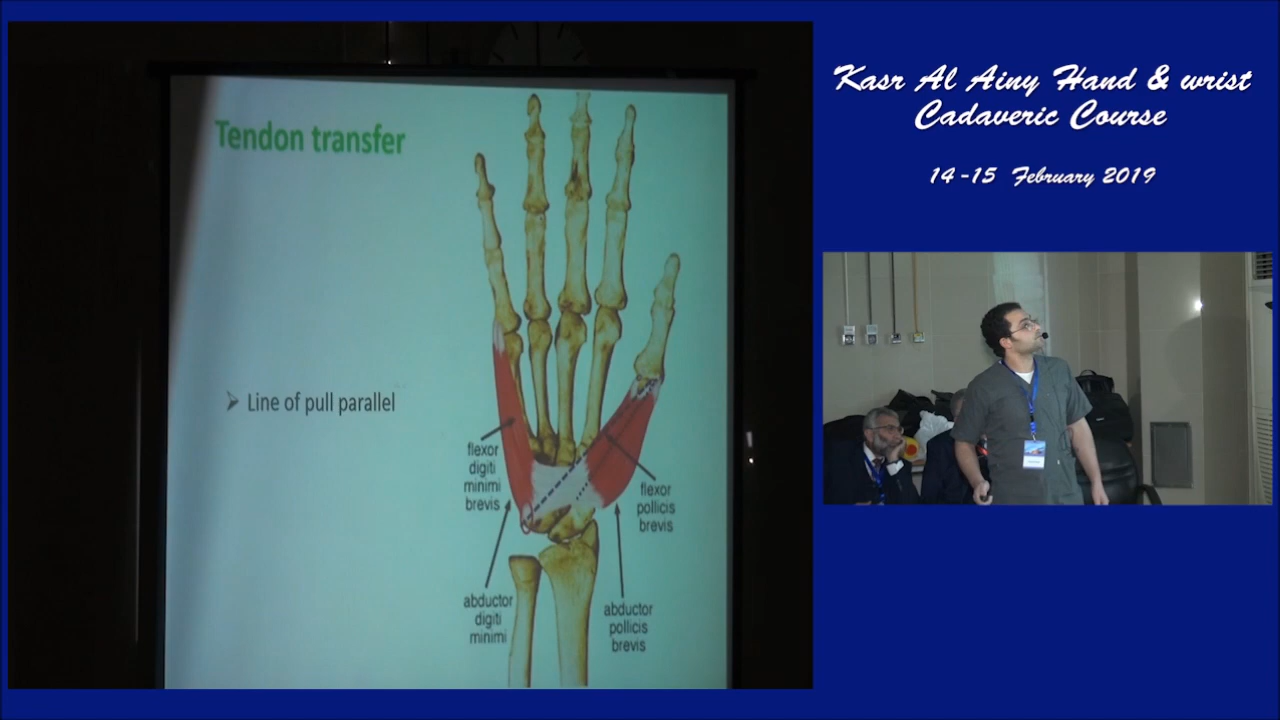 Tendon transfer
Line of pull parallel
flexor
digiti
minimi
brevis
flexor
pollicis
brevis
abductor
digiti
minimi
abductor
pollicis
brevis
Kasr Al Ainy Hand & wrist
Cadaveric Course
14-15 February 2019